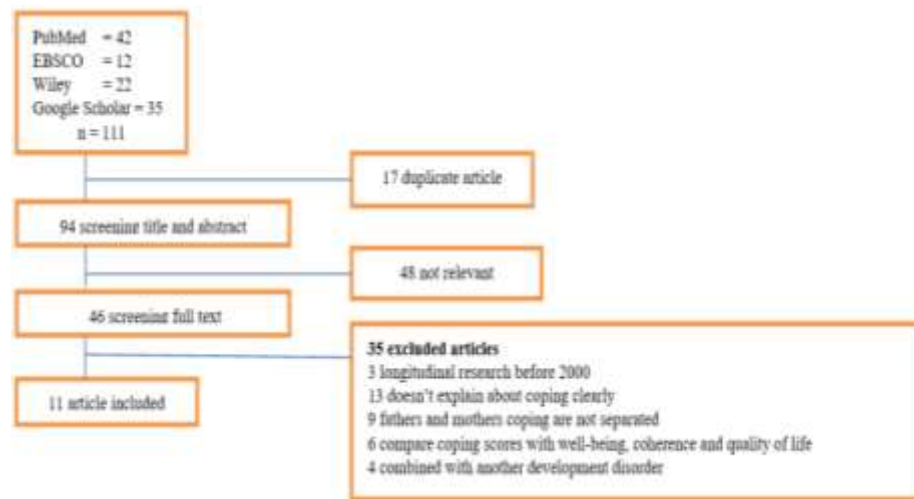 PubMed = 42
EBSCO = 12
Wiley = 22
Google Scholar = 35
n = 111
17 duplicate article
94 screening title and abstract
48 not relevant
46 screening full text
35 excluded articles
3 longitudinal research before 2000
13 doesn't explain about coping clearly
9 fathers and mothers coping are not separated
6 compare coping scores with well-being, coherence and quality of life
4 combined with another development disorder
11 article included